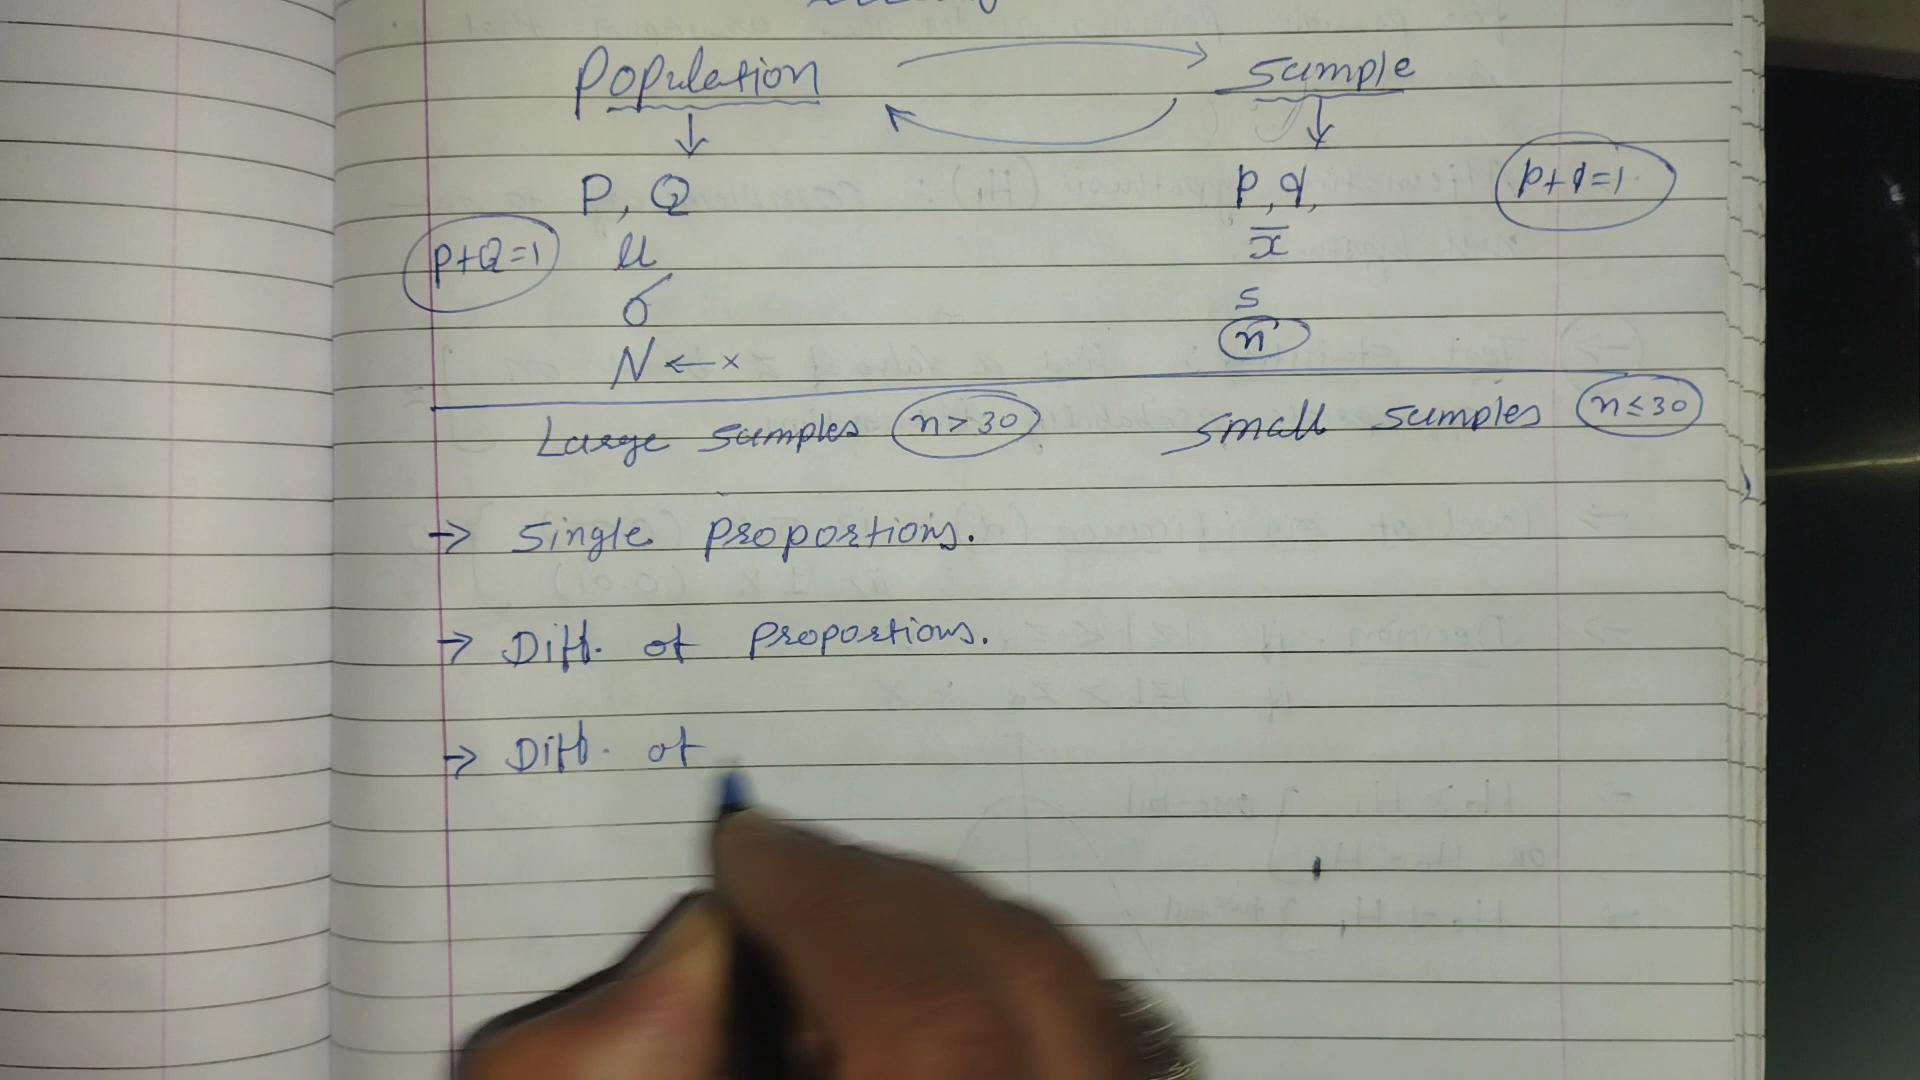 Population → Sample
↓ ↓
P, Q p, q, p+q=1
P+Q=1 μ x̄
σ s
N ← × n
Large samples n>30 Small samples n≤30
→ Single Proportions.
→ Diff. of Proportions.
→ Diff. of